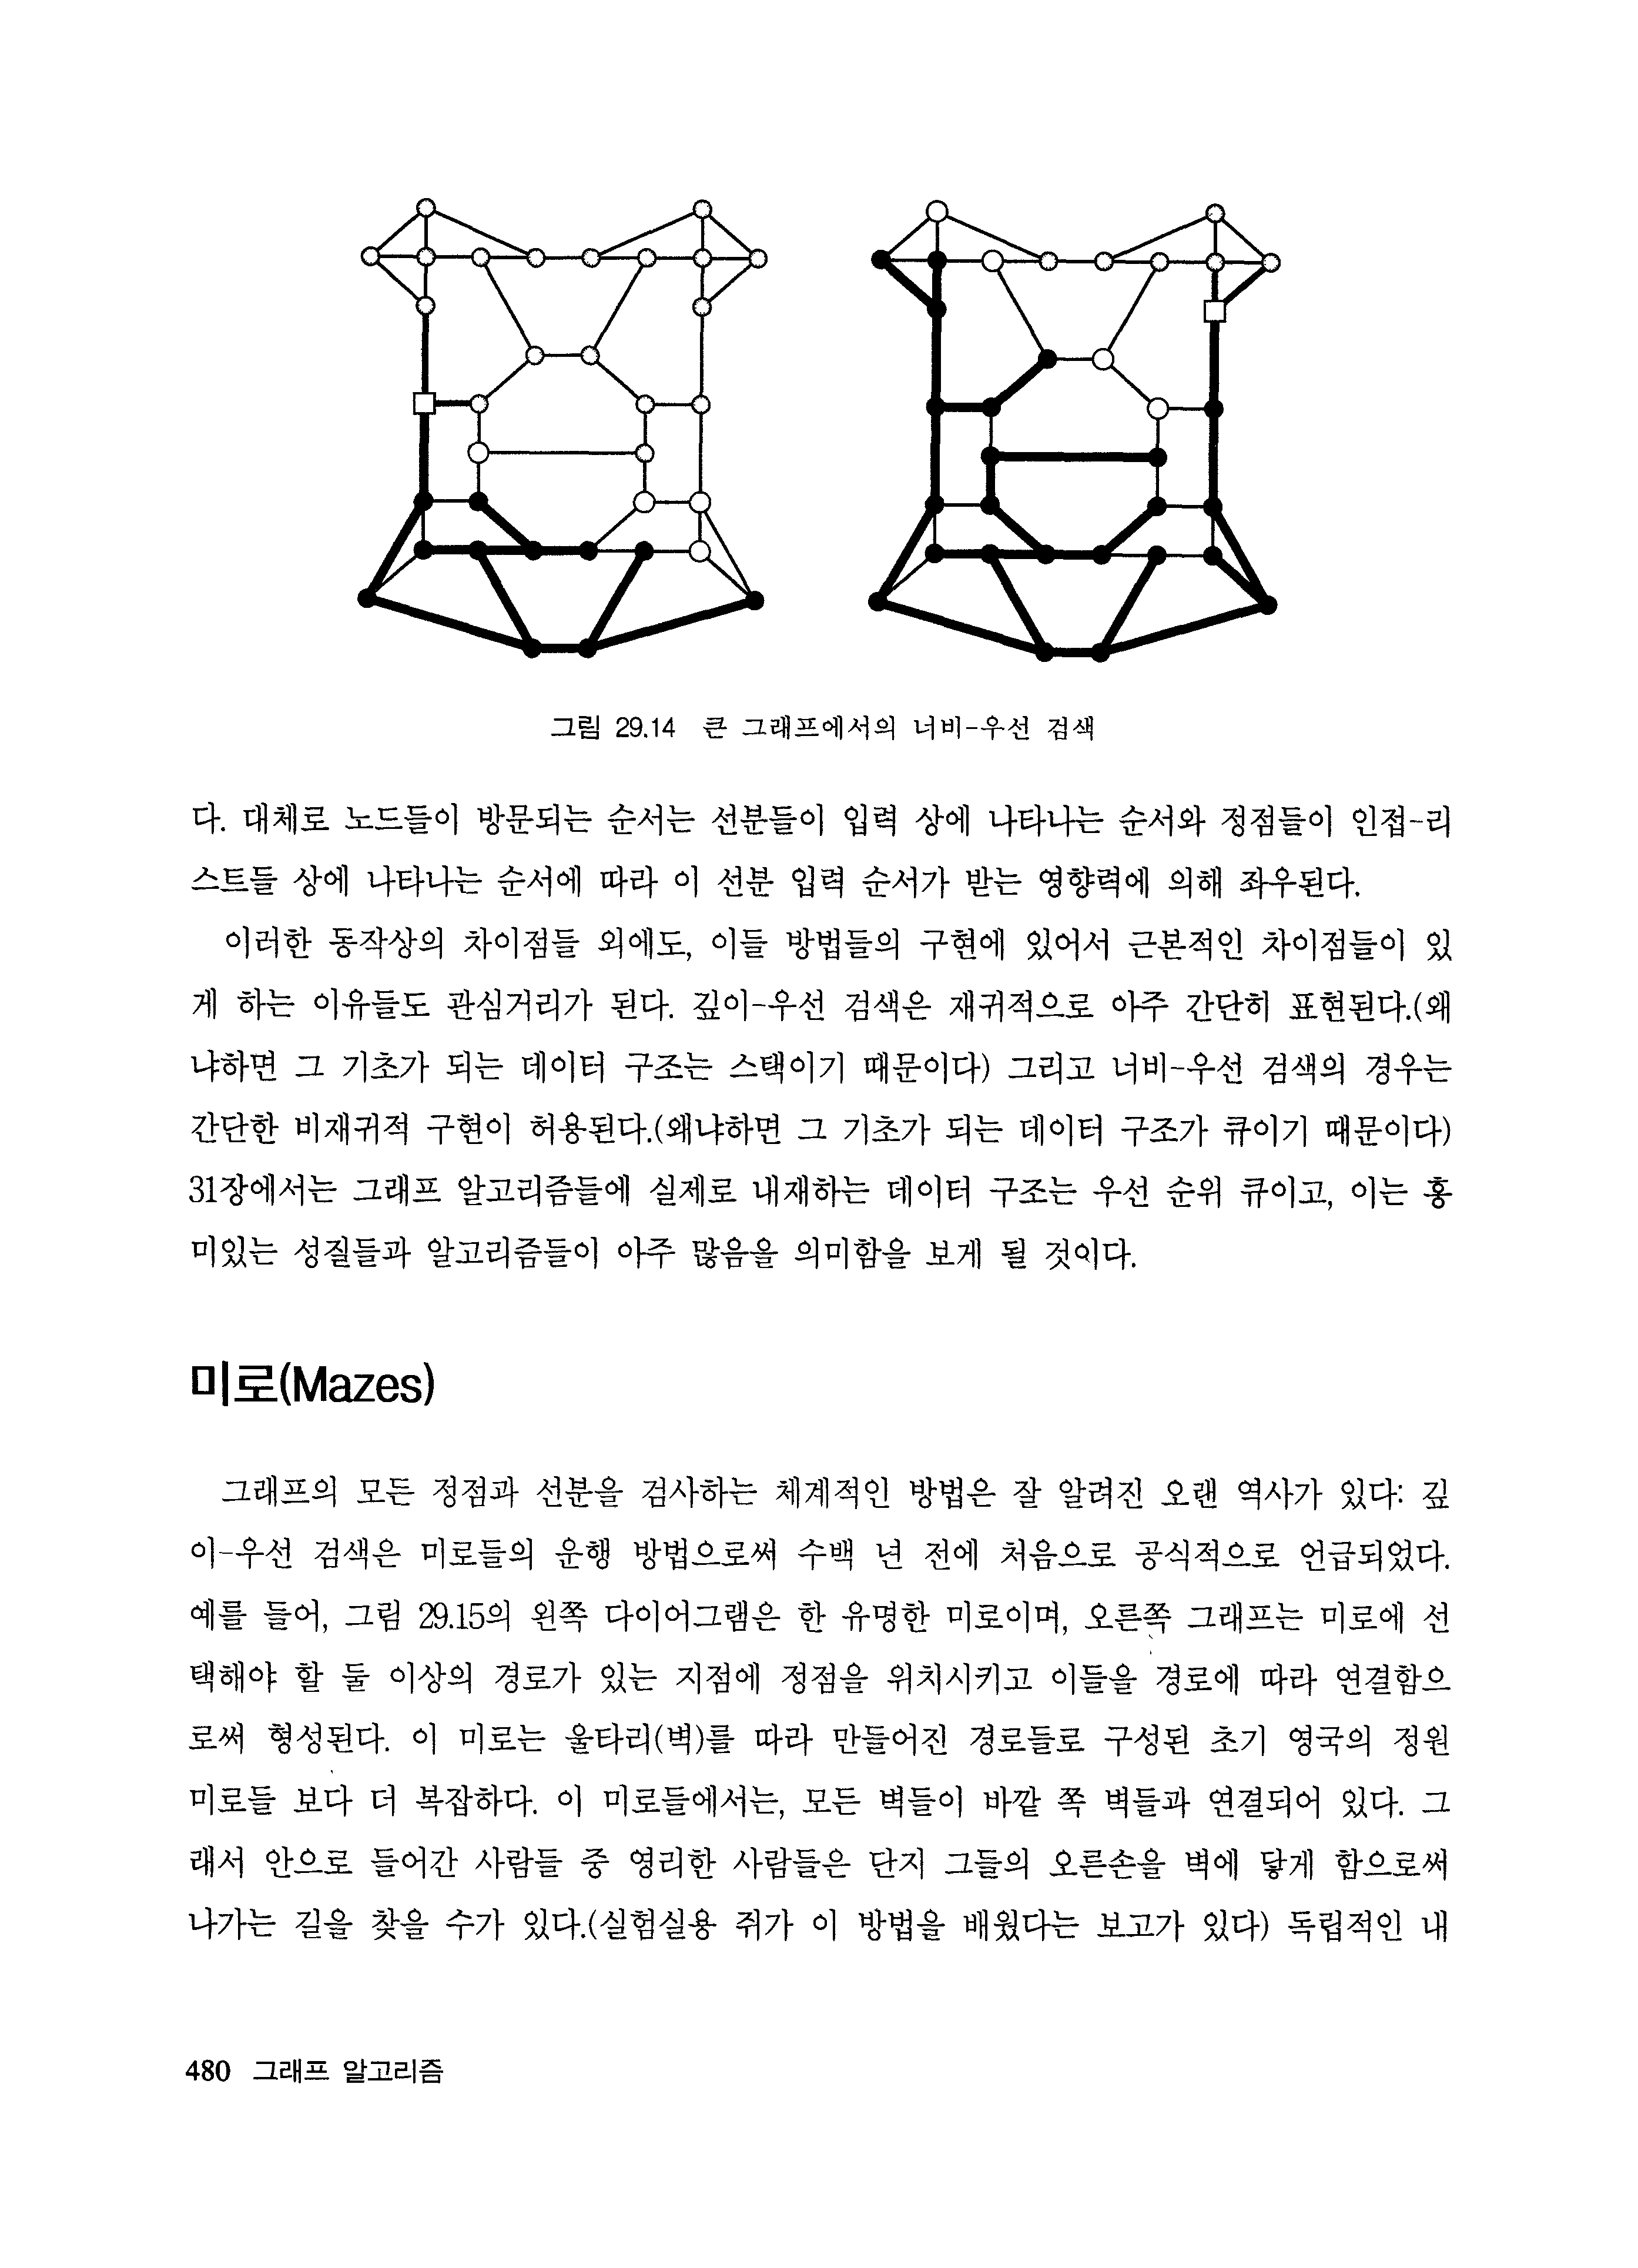 그림 29.14 큰 그래프에서의 너비-우선 검색
다. 대체로 노드들이 방문되는 순서는 선분들이 입력 상에 나타나는 순서와 정점들이 인접-리
스트들 상에 나타나는 순서에 따라 이 선분 입력 순서가 받는 영향력에 의해 좌우된다.
이러한 동작상의 차이점들 외에도, 이들 방법들의 구현에 있어서 근본적인 차이점들이 있
게 하는 이유들도 관심거리가 된다. 깊이-우선 검색은 재귀적으로 아주 간단히 표현된다.(왜
냐하면 그 기초가 되는 데이터 구조는 스택이기 때문이다) 그리고 너비-우선 검색의 경우는
간단한 비재귀적 구현이 허용된다.(왜냐하면 그 기초가 되는 데이터 구조가 큐이기 때문이다)
31장에서는 그래프 알고리즘들에 실제로 내재하는 데이터 구조는 우선 순위 큐이고, 이는 흥
미있는 성질들과 알고리즘들이 아주 많음을 의미함을 보게 될 것이다.
미로(Mazes)
그래프의 모든 정점과 선분을 검사하는 체계적인 방법은 잘 알려진 오랜 역사가 있다: 깊
이-우선 검색은 미로들의 운행 방법으로써 수백 년 전에 처음으로 공식적으로 언급되었다.
예를 들어, 그림 29.15의 왼쪽 다이어그램은 한 유명한 미로이며, 오른쪽 그래프는 미로에 선
택해야 할 둘 이상의 경로가 있는 지점에 정점을 위치시키고 이들을 경로에 따라 연결함으
로써 형성된다. 이 미로는 울타리(벽)를 따라 만들어진 경로들로 구성된 초기 영국의 정원
미로들 보다 더 복잡하다. 이 미로들에서는, 모든 벽들이 바깥 쪽 벽들과 연결되어 있다. 그
래서 안으로 들어간 사람들 중 영리한 사람들은 단지 그들의 오른손을 벽에 닿게 함으로써
나가는 길을 찾을 수가 있다.(실험실용 쥐가 이 방법을 배웠다는 보고가 있다) 독립적인 내
480 그래프 알고리즘